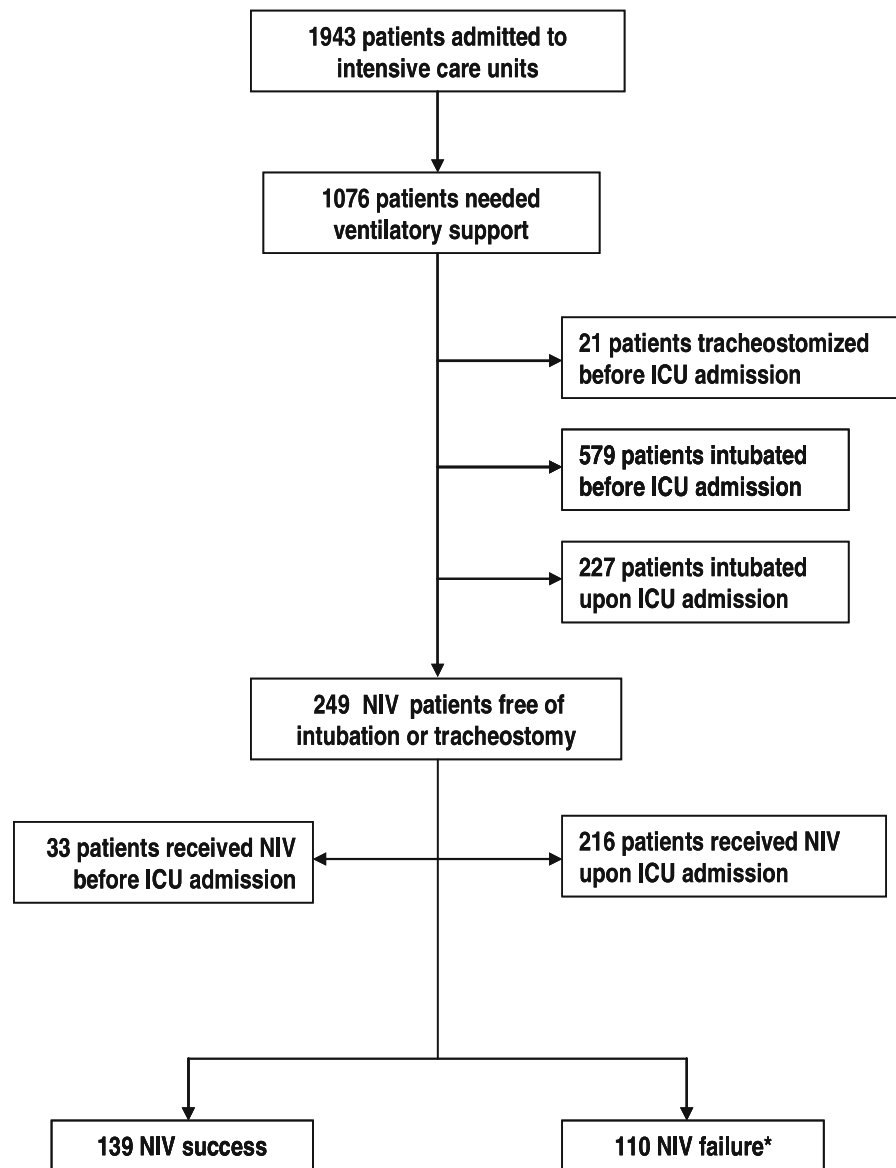 1943 patients admitted to
intensive care units
1076 patients needed
ventilatory support
21 patients tracheostomized
before ICU admission
579 patients intubated
before ICU admission
227 patients intubated
upon ICU admission
249 NIV patients free of
intubation or tracheostomy
33 patients received NIV
before ICU admission
216 patients received NIV
upon ICU admission
139 NIV success
110 NIV failure*